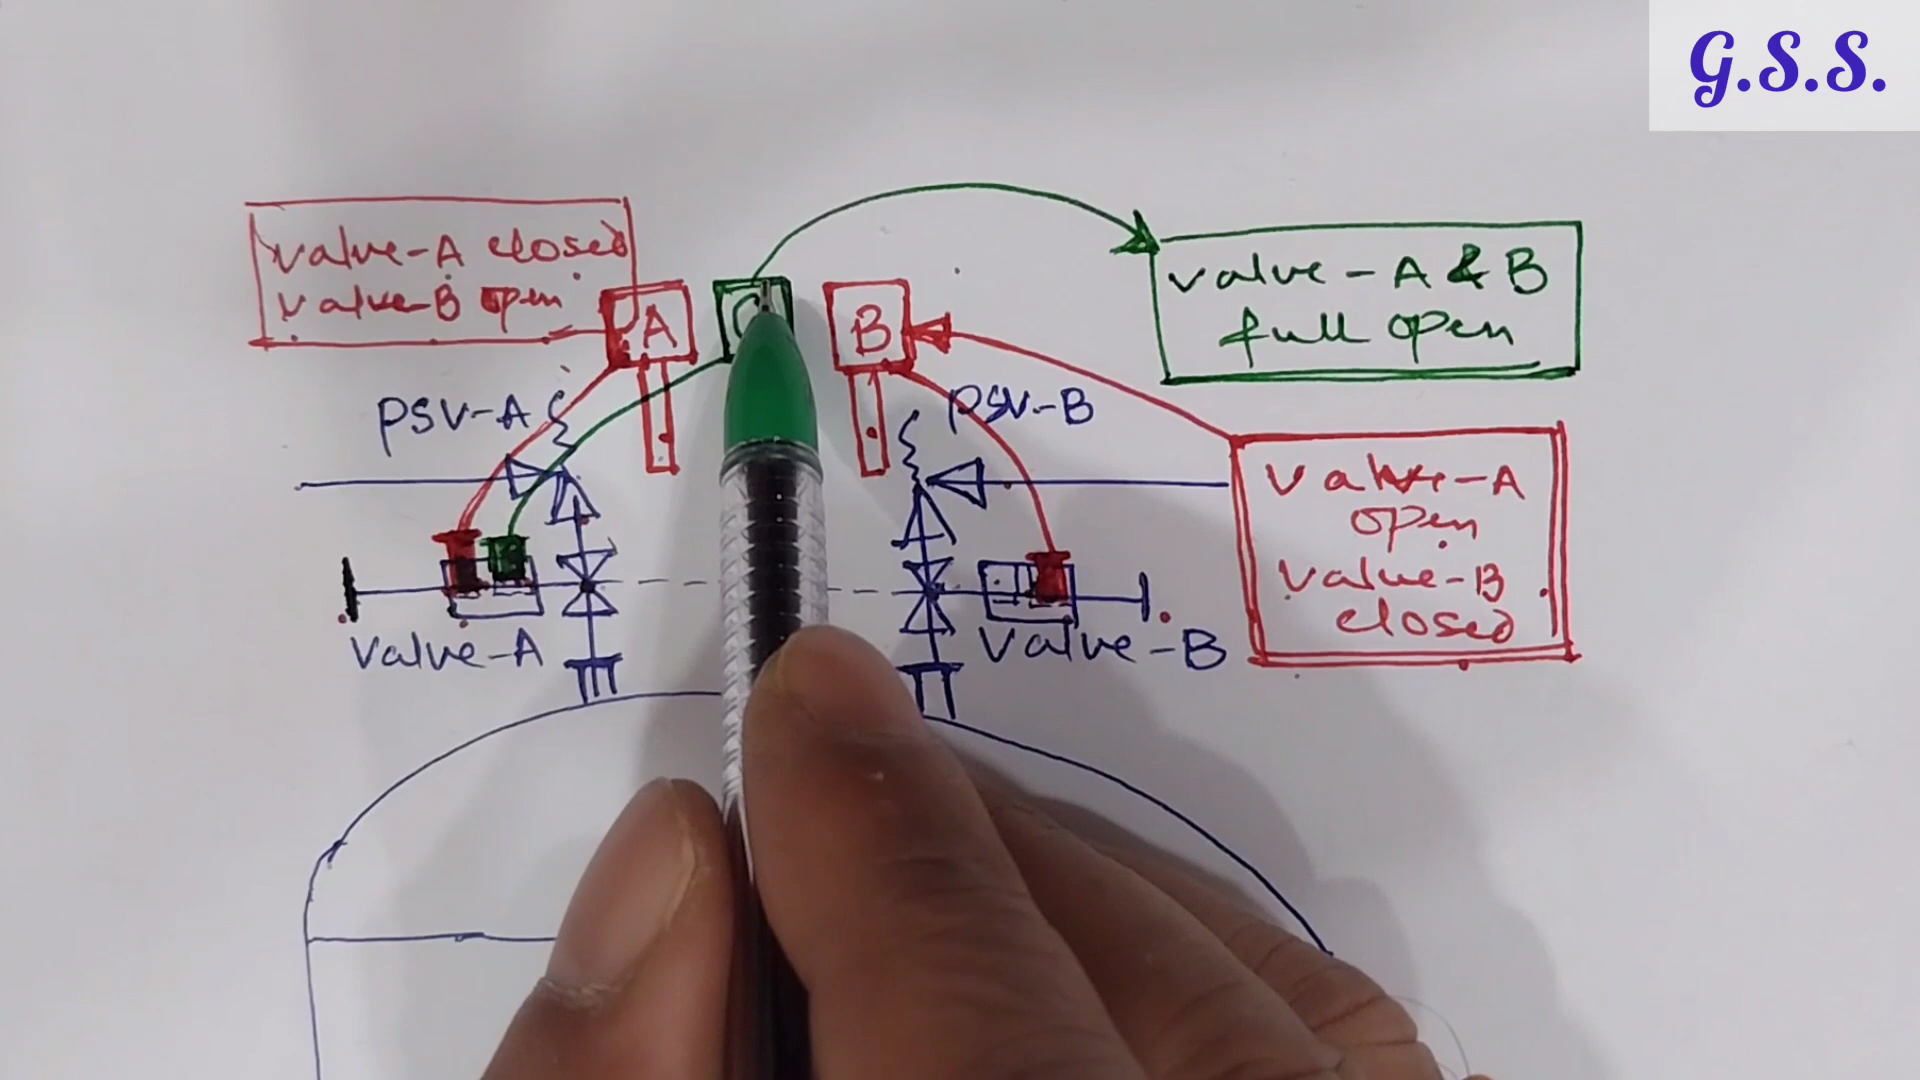 G.S.S.
valve-A closed
valve-B open
A
C
B
valve-A & B
full open
PSV-A
PSV-B
valve-A
open
valve-B
closed
valve-A
valve-B